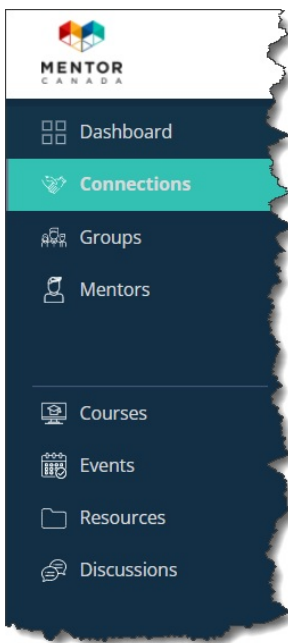 MENTOR
CANADA
Dashboard
Connections
Groups
Mentors
Courses
Events
Resources
Discussions